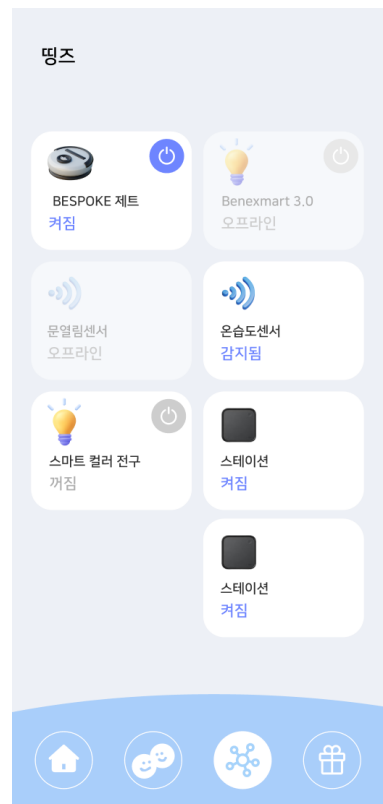 띵즈
BESPOKE 제트
켜짐
Benexmart 3.0
오프라인
문열림센서
오프라인
온습도센서
감지됨
스마트 컬러 전구
꺼짐
스테이션
켜짐
스테이션
켜짐